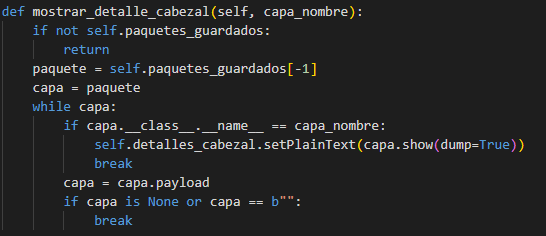 def mostrar_detalle_cabezal(self, capa_nombre):
    if not self.paquetes_guardados:
        return
    paquete = self.paquetes_guardados[-1]
    capa = paquete
    while capa:
        if capa.__class__.__name__ == capa_nombre:
            self.detalles_cabezal.setPlainText(capa.show(dump=True))
            break
        capa = capa.payload
        if capa is None or capa == b"":
            break